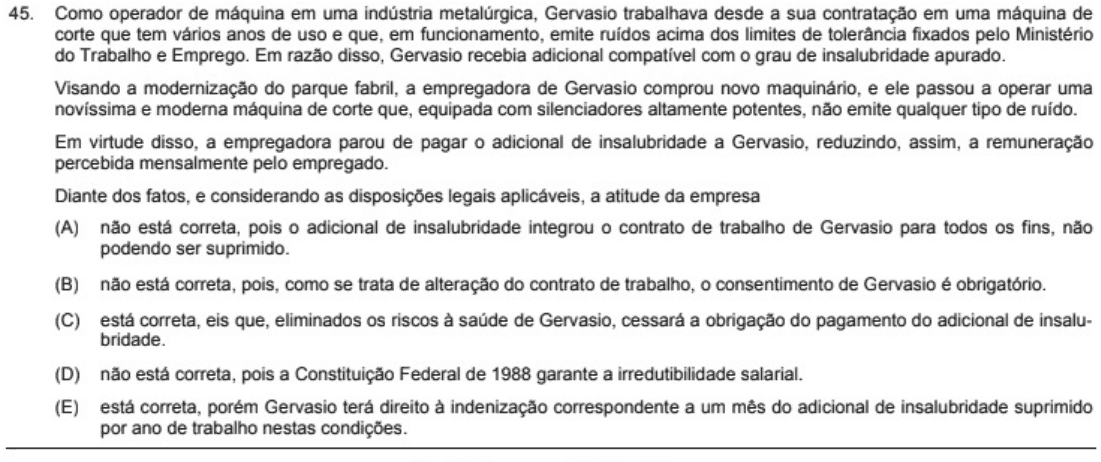 45. Como operador de máquina em uma indústria metalúrgica, Gervasio trabalhava desde a sua contratação em uma máquina de
corte que tem vários anos de uso e que, em funcionamento, emite ruídos acima dos limites de tolerância fixados pelo Ministério
do Trabalho e Emprego. Em razão disso, Gervasio recebia adicional compatível com o grau de insalubridade apurado.
Visando a modernização do parque fabril, a empregadora de Gervasio comprou novo maquinário, e ele passou a operar uma
novíssima e moderna máquina de corte que, equipada com silenciadores altamente potentes, não emite qualquer tipo de ruído.
Em virtude disso, a empregadora parou de pagar o adicional de insalubridade a Gervasio, reduzindo, assim, a remuneração
percebida mensalmente pelo empregado.
Diante dos fatos, e considerando as disposições legais aplicáveis, a atitude da empresa
(A) não está correta, pois o adicional de insalubridade integrou o contrato de trabalho de Gervasio para todos os fins, não
podendo ser suprimido.
(B) não está correta, pois, como se trata de alteração do contrato de trabalho, o consentimento de Gervasio é obrigatório.
(C) está correta, eis que, eliminados os riscos à saúde de Gervasio, cessará a obrigação do pagamento do adicional de insalu-
bridade.
(D) não está correta, pois a Constituição Federal de 1988 garante a irredutibilidade salarial.
(E) está correta, porém Gervasio terá direito à indenização correspondente a um mês do adicional de insalubridade suprimido
por ano de trabalho nestas condições.